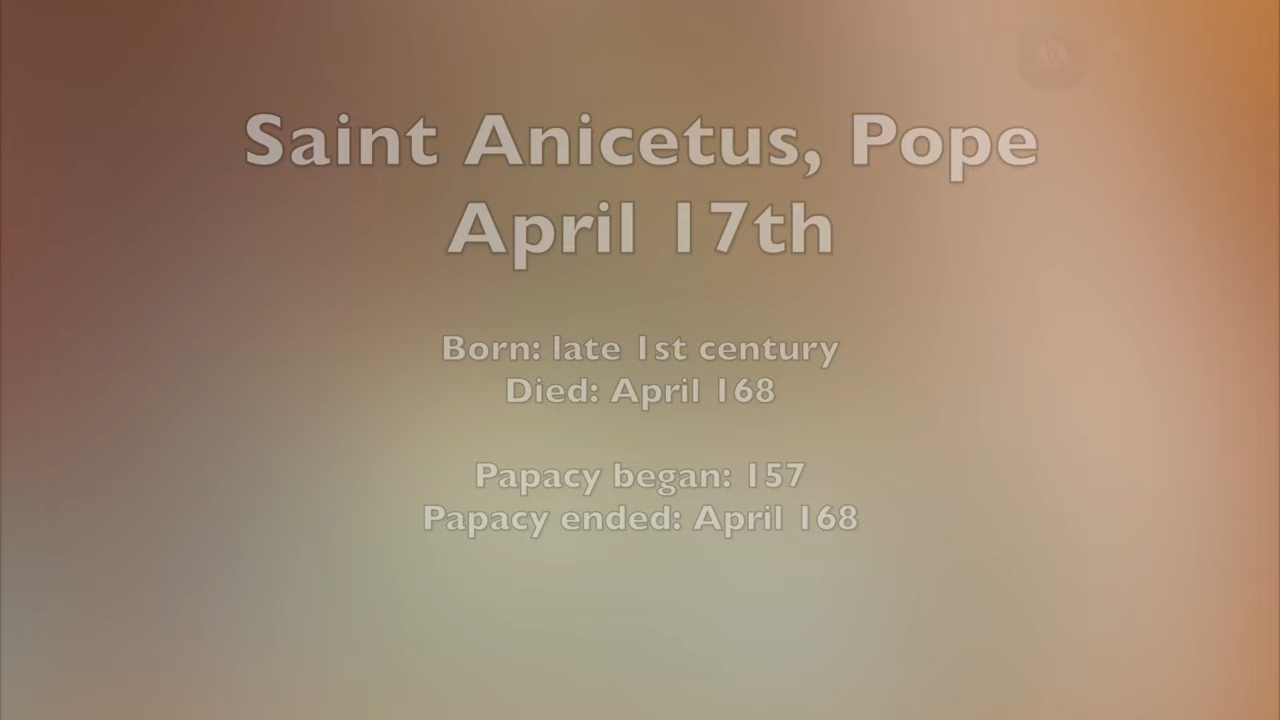 Saint Anicetus, Pope
April 17th
Born: late 1st century
Died: April 168
Papacy began: 157
Papacy ended: April 168